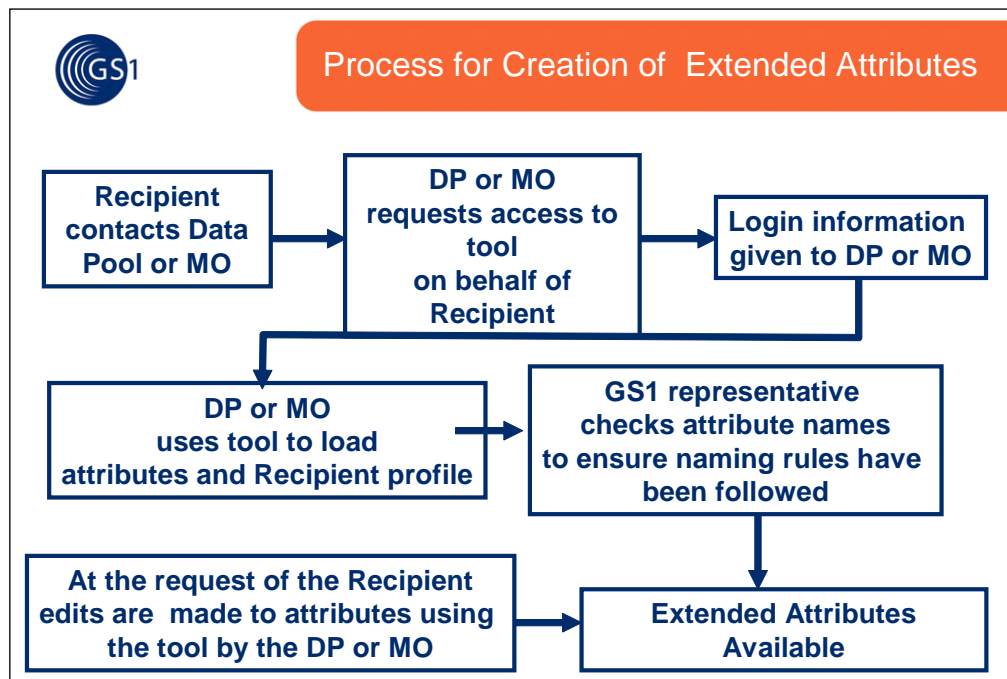 GS1
Process for Creation of Extended Attributes
Recipient
contacts Data
Pool or MO
DP or MO
requests access to
tool
on behalf of
Recipient
Login information
given to DP or MO
DP or MO
uses tool to load
attributes and Recipient profile
GS1 representative
checks attribute names
to ensure naming rules have
been followed
At the request of the Recipient
edits are made to attributes using
the tool by the DP or MO
Extended Attributes
Available